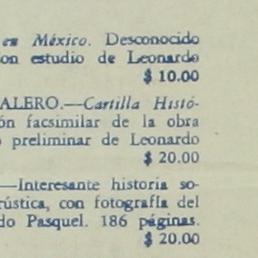 en México. Desconocido
on estudio de Leonardo
$ 10.00
ALERO.—Cartilla Histó-
ón facsimilar de la obra
o preliminar de Leonardo
$ 20.00
—Interesante historia so-
rústica, con fotografía del
do Pasquel. 186 páginas.
$ 20.00